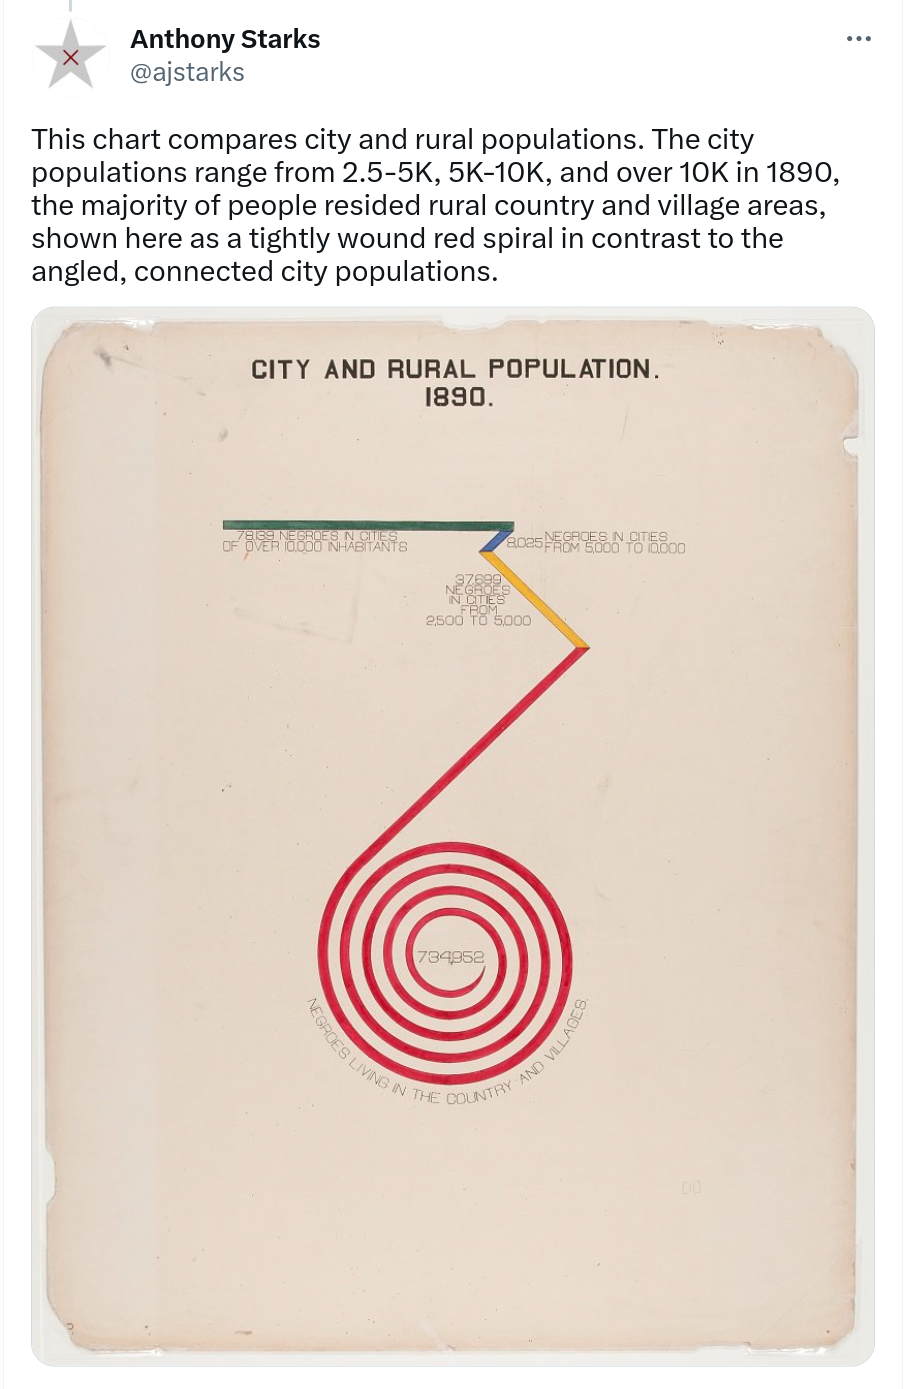 Anthony Starks
@ajstarks
This chart compares city and rural populations. The city
populations range from 2.5-5K, 5K-10K, and over 10K in 1890,
the majority of people resided rural country and village areas,
shown here as a tightly wound red spiral in contrast to the
angled, connected city populations.
CITY AND RURAL POPULATION.
1890.
78,139 NEGROES IN CITIES
OF OVER 10,000 INHABITANTS
8,025 NEGROES IN CITIES
FROM 5,000 TO 10,000
37,699
NEGROES
IN CITIES
FROM
2,500 TO 5,000
734,952
NEGROES LIVING IN THE COUNTRY AND VILLAGES.